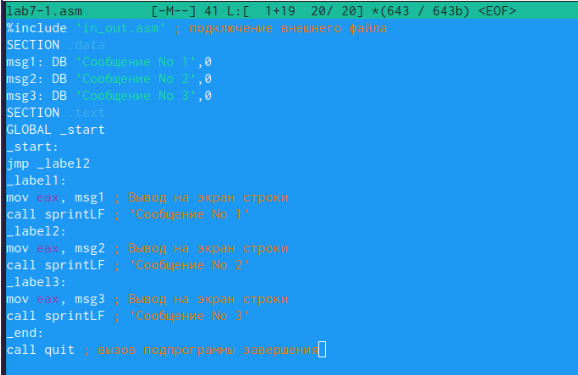 lab7-1.asm [-M--] 41 L:[ 1+19 20/ 20] *(643 / 643b) <EOF>
%include 'in_out.asm' ; подключение внешнего файла
SECTION .data
msg1: DB 'Сообщение No 1',0
msg2: DB 'Сообщение No 2',0
msg3: DB 'Сообщение No 3',0
SECTION .text
GLOBAL _start
_start:
jmp _label2
_label1:
mov eax, msg1 ; Вывод на экран строки
call sprintLF ; 'Сообщение No 1'
_label2:
mov eax, msg2 ; Вывод на экран строки
call sprintLF ; 'Сообщение No 2'
_label3:
mov eax, msg3 ; Вывод на экран строки
call sprintLF ; 'Сообщение No 3'
_end:
call quit ; вызов подпрограммы завершения